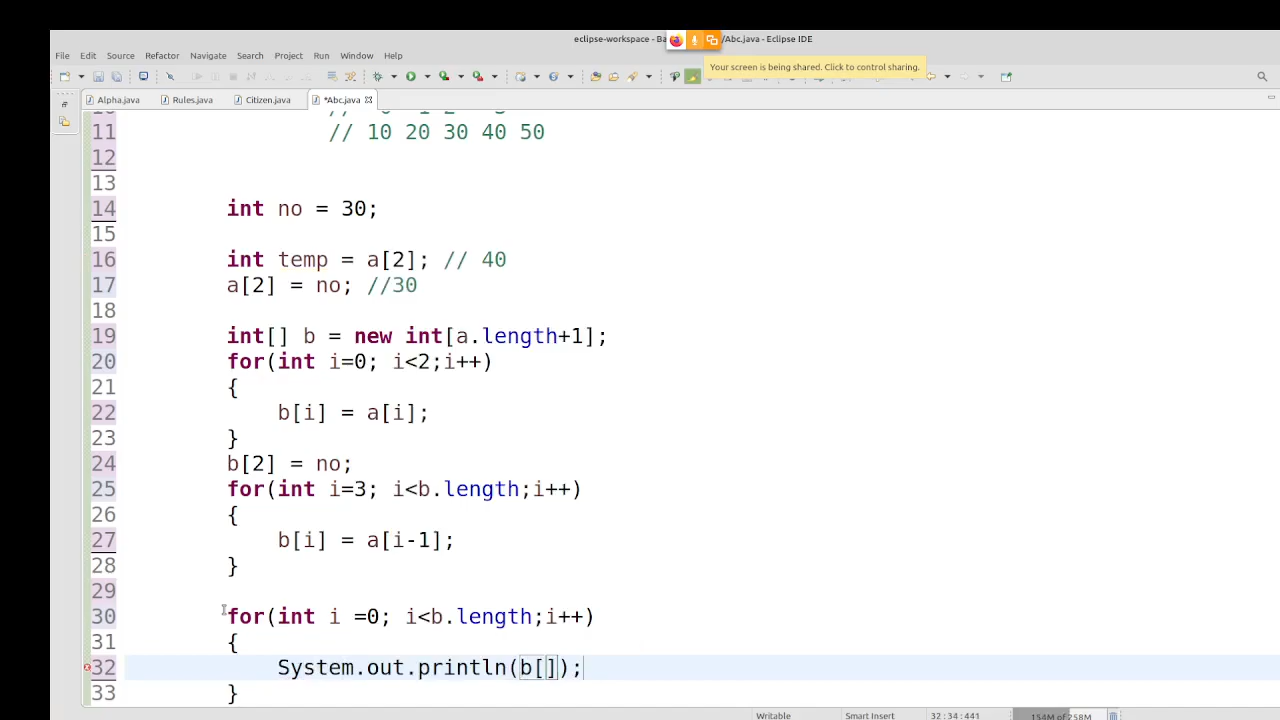 eclipse-workspace - Ba /Abc.java - Eclipse IDE
File Edit Source Refactor Navigate Search Project Run Window Help
Your screen is being shared. Click to control sharing.
Alpha.java Rules.java Citizen.java *Abc.java
11 // 10 20 30 40 50
12
13
14 int no = 30;
15
16 int temp = a[2]; // 40
17 a[2] = no; //30
18
19 int[] b = new int[a.length+1];
20 for(int i=0; i<2;i++)
21 {
22 b[i] = a[i];
23 }
24 b[2] = no;
25 for(int i=3; i<b.length;i++)
26 {
27 b[i] = a[i-1];
28 }
29
30 for(int i =0; i<b.length;i++)
31 {
32 System.out.println(b[]);
33 }
Writable Smart Insert 32 : 34 : 441 154M of 258M